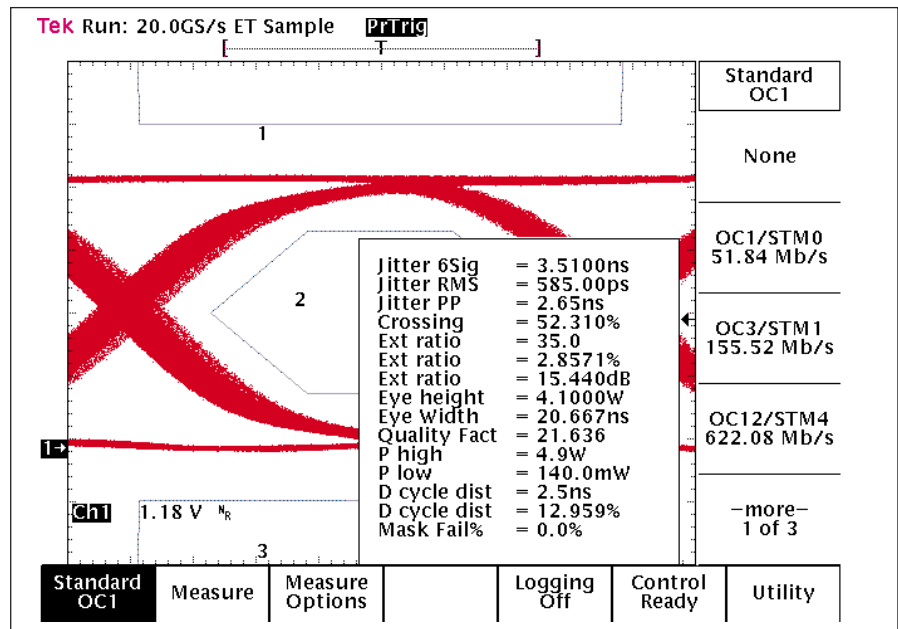 Tek Run: 20.0GS/s ET Sample PrTrig
[ T ]
Standard
OC1
None
OC1/STM0
51.84 Mb/s
OC3/STM1
155.52 Mb/s
OC12/STM4
622.08 Mb/s
-more-
1 of 3
1
2
3
Jitter 6Sig = 3.5100ns
Jitter RMS = 585.00ps
Jitter PP = 2.65ns
Crossing = 52.310%
Ext ratio = 35.0
Ext ratio = 2.8571%
Ext ratio = 15.440dB
Eye height = 4.1000W
Eye Width = 20.667ns
Quality Fact = 21.636
P high = 4.9W
P low = 140.0mW
D cycle dist = 2.5ns
D cycle dist = 12.959%
Mask Fail% = 0.0%
1→
Ch1 1.18 V NR
Standard
OC1
Measure
Measure
Options
Logging
Off
Control
Ready
Utility